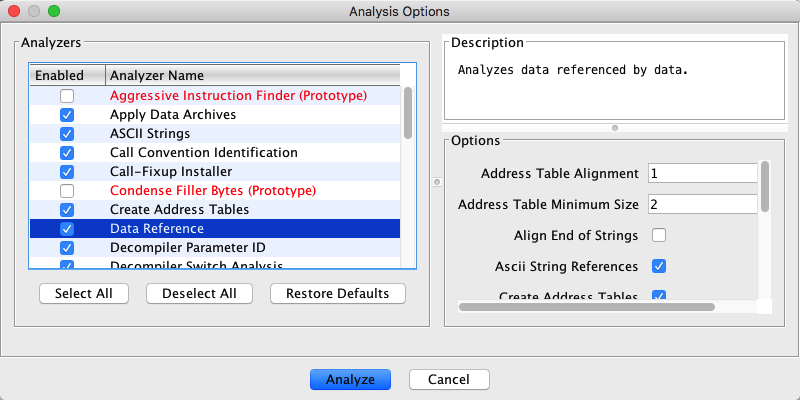 Analysis Options
Analyzers
Enabled Analyzer Name
Aggressive Instruction Finder (Prototype)
Apply Data Archives
ASCII Strings
Call Convention Identification
Call-Fixup Installer
Condense Filler Bytes (Prototype)
Create Address Tables
Data Reference
Decompiler Parameter ID
Decompiler Switch Analysis
Select All Deselect All Restore Defaults
Description
Analyzes data referenced by data.
Options
Address Table Alignment 1
Address Table Minimum Size 2
Align End of Strings
Ascii String References
Create Address Tables
Analyze Cancel